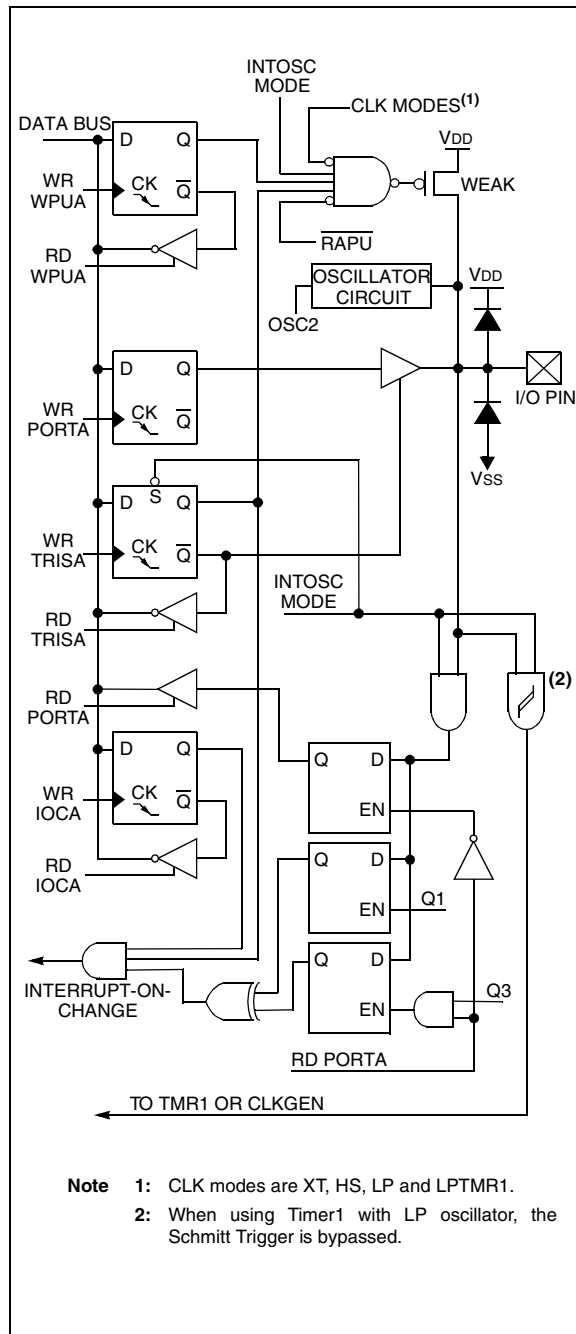 INTOSC
MODE
CLK MODES(1)
DATA BUS
D Q
VDD
WR
WPUA
CK Q
WEAK
RD
WPUA
RAPU
OSCILLATOR
CIRCUIT
VDD
OSC2
D Q
WR
PORTA
CK Q
I/O PIN
VSS
S
D Q
WR
TRISA
CK Q
INTOSC
MODE
RD
TRISA
(2)
RD
PORTA
D Q
Q D
WR
IOCA
CK Q
EN
RD
IOCA
Q D
EN Q1
Q D
INTERRUPT-ON-
CHANGE
EN Q3
RD PORTA
TO TMR1 OR CLKGEN
Note 1: CLK modes are XT, HS, LP and LPTMR1.
2: When using Timer1 with LP oscillator, the
Schmitt Trigger is bypassed.